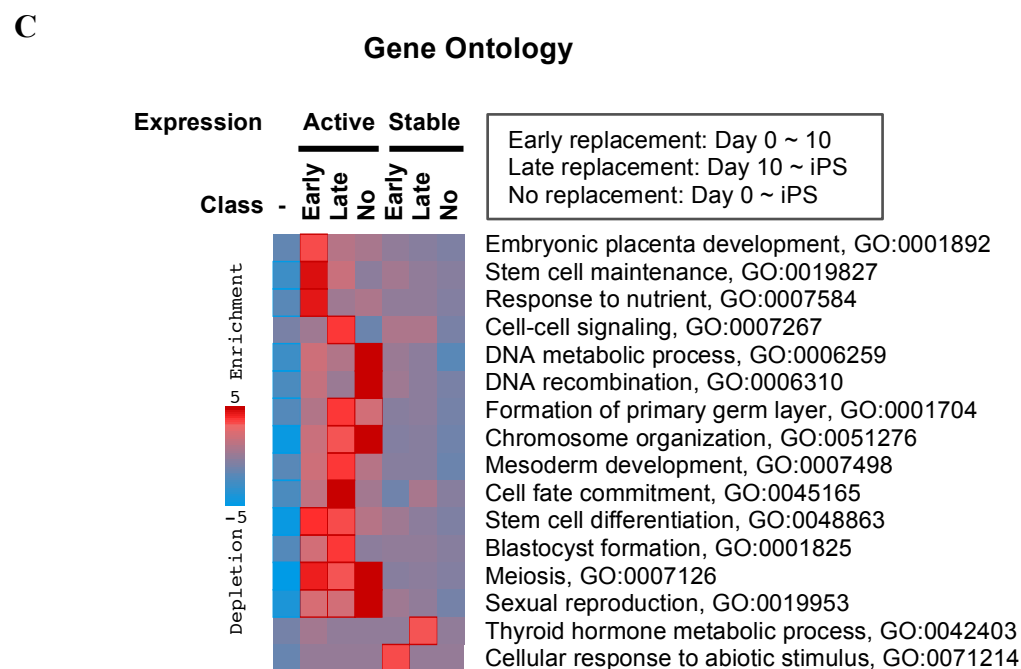 C
Gene Ontology
Expression Active Stable
Early replacement: Day 0 ~ 10
Late replacement: Day 10 ~ iPS
No replacement: Day 0 ~ iPS
Class - Early Late No Early Late No
Embryonic placenta development, GO:0001892
Stem cell maintenance, GO:0019827
Response to nutrient, GO:0007584
Cell-cell signaling, GO:0007267
DNA metabolic process, GO:0006259
DNA recombination, GO:0006310
Formation of primary germ layer, GO:0001704
Chromosome organization, GO:0051276
Mesoderm development, GO:0007498
Cell fate commitment, GO:0045165
Stem cell differentiation, GO:0048863
Blastocyst formation, GO:0001825
Meiosis, GO:0007126
Sexual reproduction, GO:0019953
Thyroid hormone metabolic process, GO:0042403
Cellular response to abiotic stimulus, GO:0071214
Enrichment
5
-5
Depletion